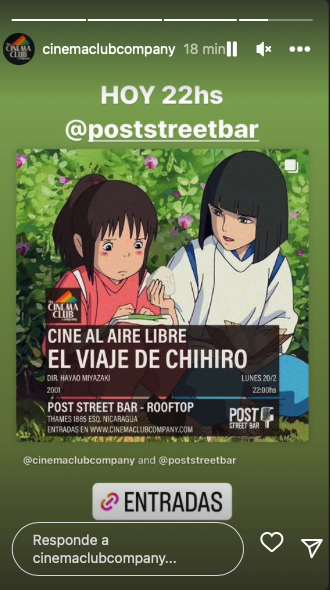 cinemaclubcompany 18 min
HOY 22hs
@poststreetbar
the
CINEMA
CLUB
CINE AL AIRE LIBRE
EL VIAJE DE CHIHIRO
DIR. HAYAO MIYAZAKI LUNES 20/2
2001 22:00hs
POST STREET BAR - ROOFTOP
THAMES 1885 ESQ. NICARAGUA
ENTRADAS EN WWW.CINEMACLUBCOMPANY.COM
POST
STREET BAR
@cinemaclubcompany and @poststreetbar
ENTRADAS
Responde a
cinemaclubcompany...